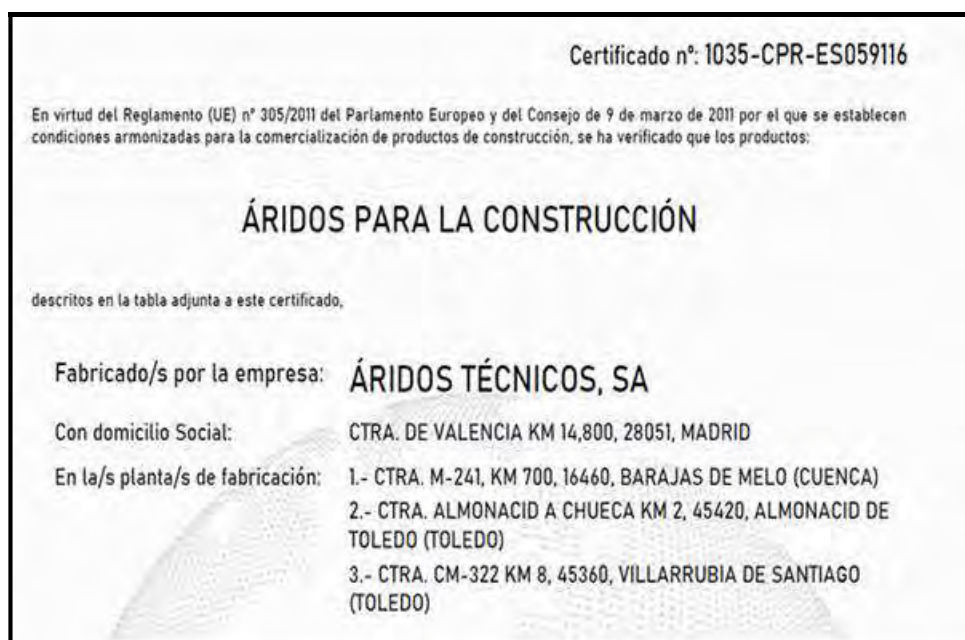 Certificado nº: 1035-CPR-ES059116
En virtud del Reglamento (UE) nº 305/2011 del Parlamento Europeo y del Consejo de 9 de marzo de 2011 por el que se establecen
condiciones armonizadas para la comercialización de productos de construcción, se ha verificado que los productos:
ÁRIDOS PARA LA CONSTRUCCIÓN
descritos en la tabla adjunta a este certificado,
Fabricado/s por la empresa: ÁRIDOS TÉCNICOS, SA
Con domicilio Social: CTRA. DE VALENCIA KM 14,800, 28051, MADRID
En la/s planta/s de fabricación: 1.- CTRA. M-241, KM 700, 16460, BARAJAS DE MELO (CUENCA)
2.- CTRA. ALMONACID A CHUECA KM 2, 45420, ALMONACID DE
TOLEDO (TOLEDO)
3.- CTRA. CM-322 KM 8, 45360, VILLARRUBIA DE SANTIAGO
(TOLEDO)